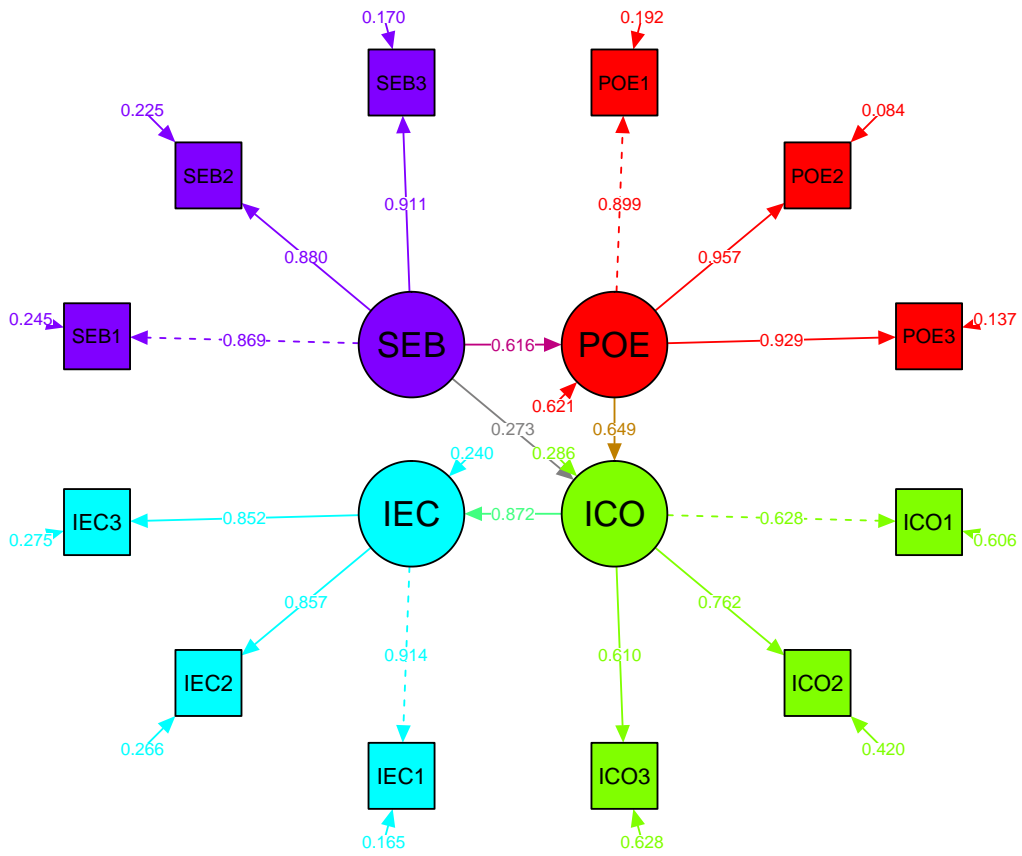 0.170
0.192
SEB3
POE1
0.225
0.084
SEB2
POE2
0.911
0.899
0.880
0.957
0.245
SEB1
0.869
SEB
0.616
POE
0.929
POE3
0.137
0.621
0.273
0.649
0.240
0.286
IEC3
0.852
IEC
0.872
ICO
0.628
ICO1
0.275
0.606
0.857
0.762
0.914
0.610
IEC2
ICO2
0.266
0.420
IEC1
ICO3
0.165
0.628